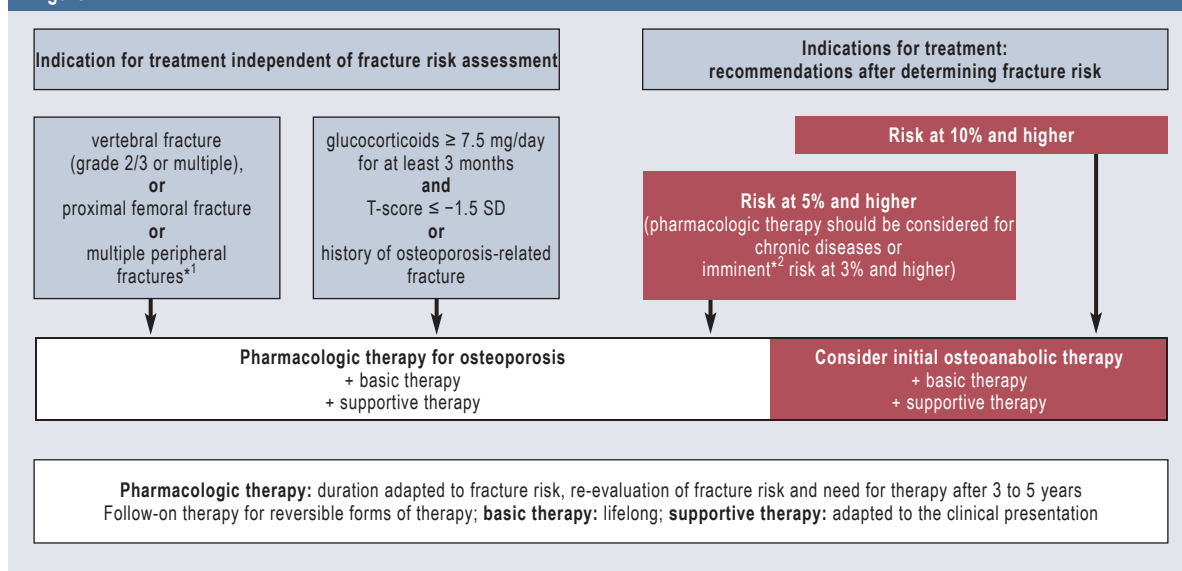 Indication for treatment independent of fracture risk assessment
Indications for treatment:
recommendations after determining fracture risk
vertebral fracture
(grade 2/3 or multiple),
or
proximal femoral fracture
or
multiple peripheral
fractures*1
glucocorticoids ≥ 7.5 mg/day
for at least 3 months
and
T-score ≤ −1.5 SD
or
history of osteoporosis-related
fracture
Risk at 10% and higher
Risk at 5% and higher
(pharmacologic therapy should be considered for
chronic diseases or
imminent*2 risk at 3% and higher)
Pharmacologic therapy for osteoporosis
+ basic therapy
+ supportive therapy
Consider initial osteoanabolic therapy
+ basic therapy
+ supportive therapy
Pharmacologic therapy: duration adapted to fracture risk, re-evaluation of fracture risk and need for therapy after 3 to 5 years
Follow-on therapy for reversible forms of therapy; basic therapy: lifelong; supportive therapy: adapted to the clinical presentation